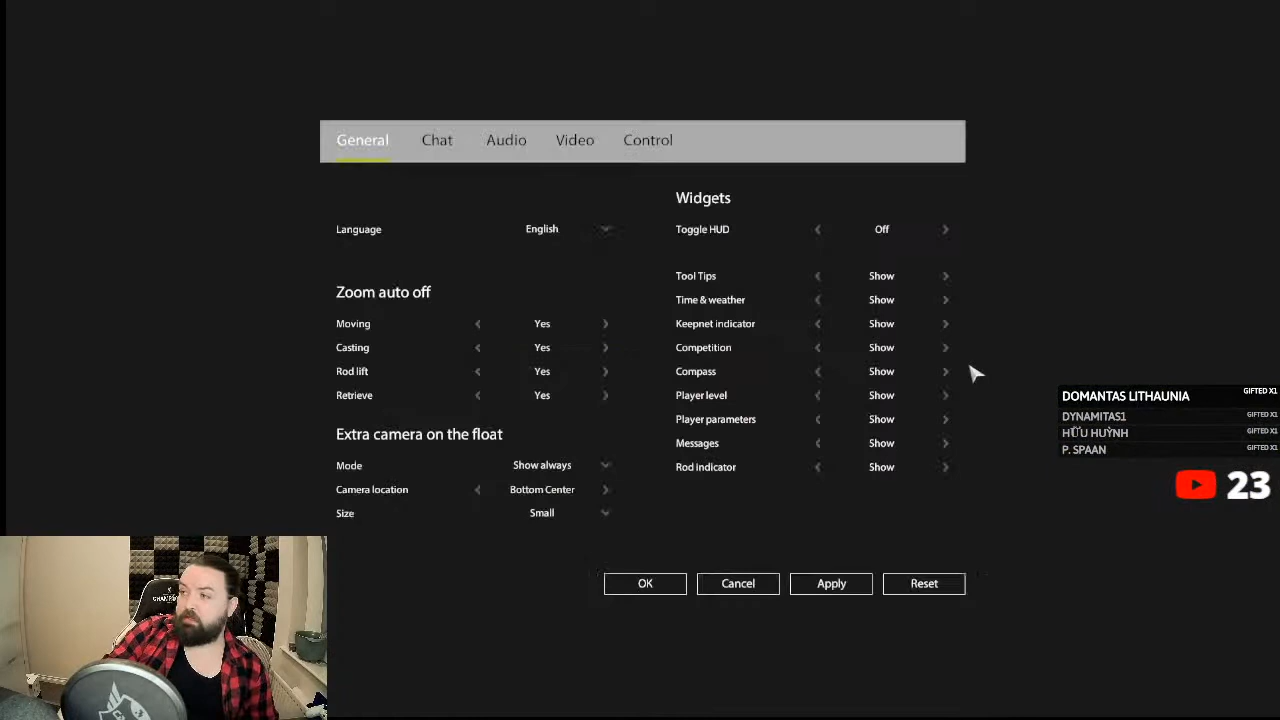 General Chat Audio Video Control
Language English
Zoom auto off
Moving Yes
Casting Yes
Rod lift Yes
Retrieve Yes
Extra camera on the float
Mode Show always
Camera location Bottom Center
Size Small
Widgets
Toggle HUD Off
Tool Tips Show
Time & weather Show
Keepnet indicator Show
Competition Show
Compass Show
Player level Show
Player parameters Show
Messages Show
Rod indicator Show
OK Cancel Apply Reset
DOMANTAS LITHAUNIA GIFTED X1
DYNAMITAS1 GIFTED X1
HỮU HUỲNH GIFTED X1
P. SPAAN GIFTED X1
23